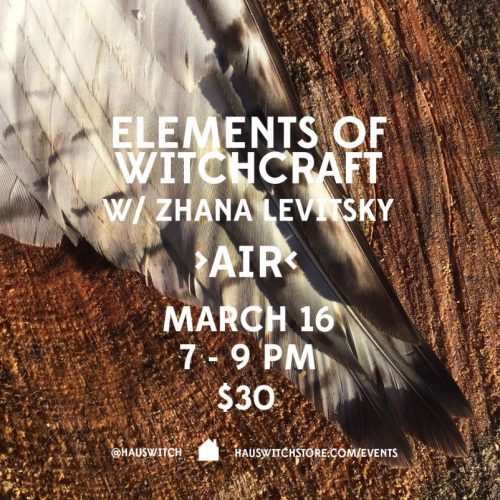 ELEMENTS OF
WITCHCRAFT
W/ ZHANA LEVITSKY
>AIR<
MARCH 16
7 - 9 PM
$30
@HAUSWITCH HAUSWITCHSTORE.COM/EVENTS